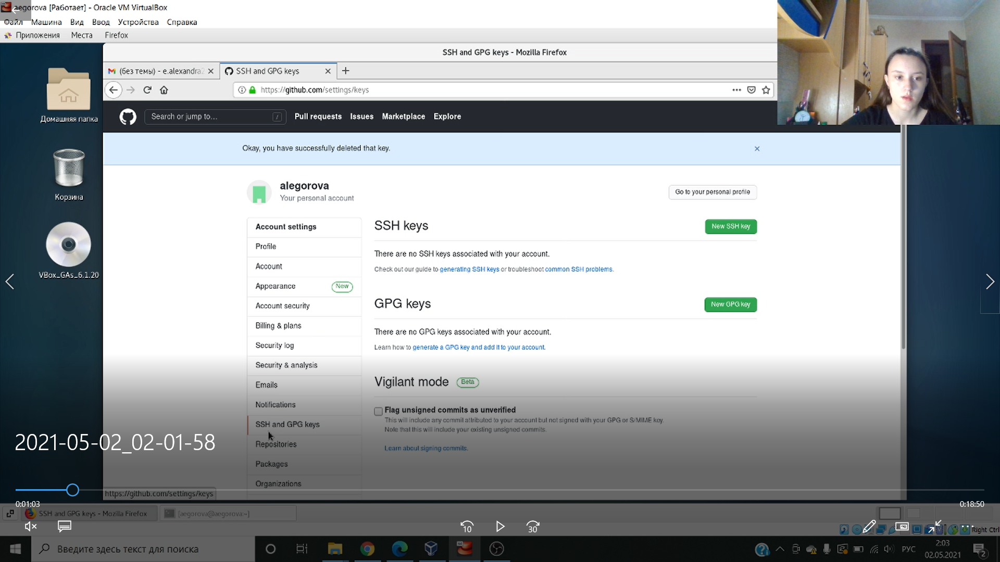 aegorova [Работает] - Oracle VM VirtualBox
Файл Машина Вид Ввод Устройства Справка
Приложения Места Firefox
SSH and GPG keys - Mozilla Firefox
(без темы) - e.alexandra2
SSH and GPG keys
https://github.com/settings/keys
Search or jump to... /
Pull requests Issues Marketplace Explore
Okay, you have successfully deleted that key.
Домашняя папка
Корзина
VBox_GAs_6.1.20
alegorova
Your personal account
Go to your personal profile
Account settings
Profile
Account
Appearance New
Account security
Billing & plans
Security log
Security & analysis
Emails
Notifications
SSH and GPG keys
Repositories
Packages
Organizations
SSH keys
New SSH key
There are no SSH keys associated with your account.
Check out our guide to generating SSH keys or troubleshoot common SSH problems.
GPG keys
New GPG key
There are no GPG keys associated with your account.
Learn how to generate a GPG key and add it to your account.
Vigilant mode Beta
Flag unsigned commits as unverified
This will include any commit attributed to your account but not signed with your GPG or S/MIME key.
Note that this will include your existing unsigned commits.
Learn about signing commits.
2021-05-02_02-01-58
https://github.com/settings/keys
0:01:03
0:18:50
SSH and GPG keys - Mozilla Firefox
[aegorova@aegorova:~]
10
30
Right Ctrl
Введите здесь текст для поиска
РУС
2:03
02.05.2021
2